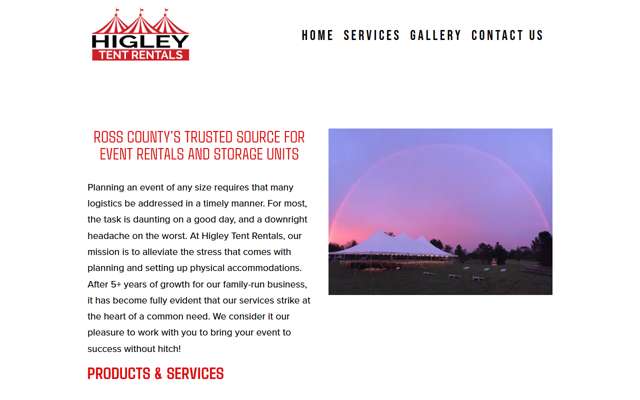 HIGLEY
TENT RENTALS
HOME SERVICES GALLERY CONTACT US
ROSS COUNTY'S TRUSTED SOURCE FOR
EVENT RENTALS AND STORAGE UNITS
Planning an event of any size requires that many
logistics be addressed in a timely manner. For most,
the task is daunting on a good day, and a downright
headache on the worst. At Higley Tent Rentals, our
mission is to alleviate the stress that comes with
planning and setting up physical accommodations.
After 5+ years of growth for our family-run business,
it has become fully evident that our services strike at
the heart of a common need. We consider it our
pleasure to work with you to bring your event to
success without hitch!
PRODUCTS & SERVICES